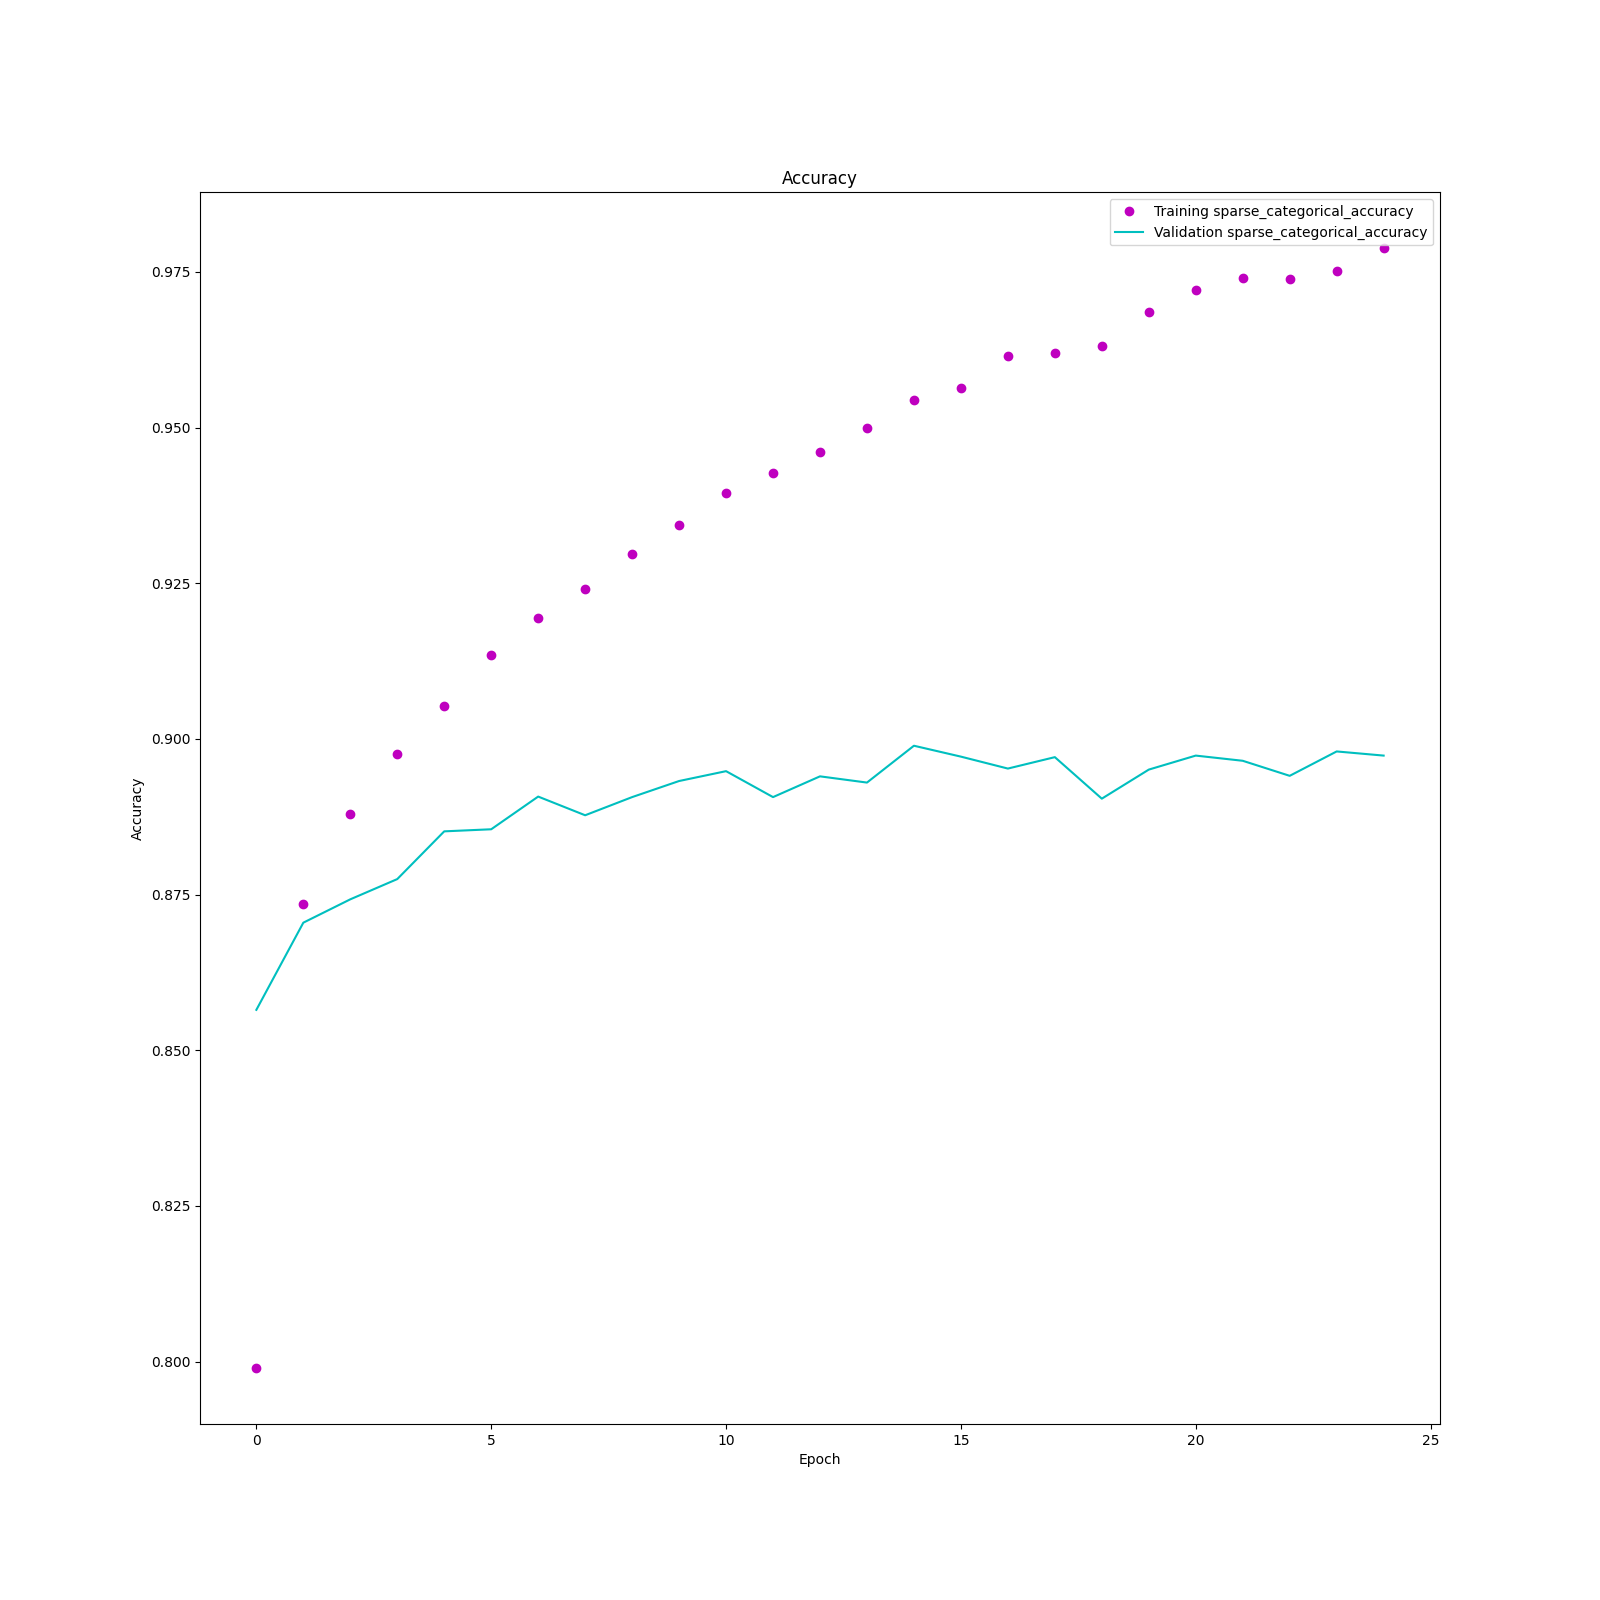 Accuracy
Training sparse_categorical_accuracy
Validation sparse_categorical_accuracy
0.975
0.950
0.925
0.900
0.875
0.850
0.825
0.800
Accuracy
0 5 10 15 20 25
Epoch